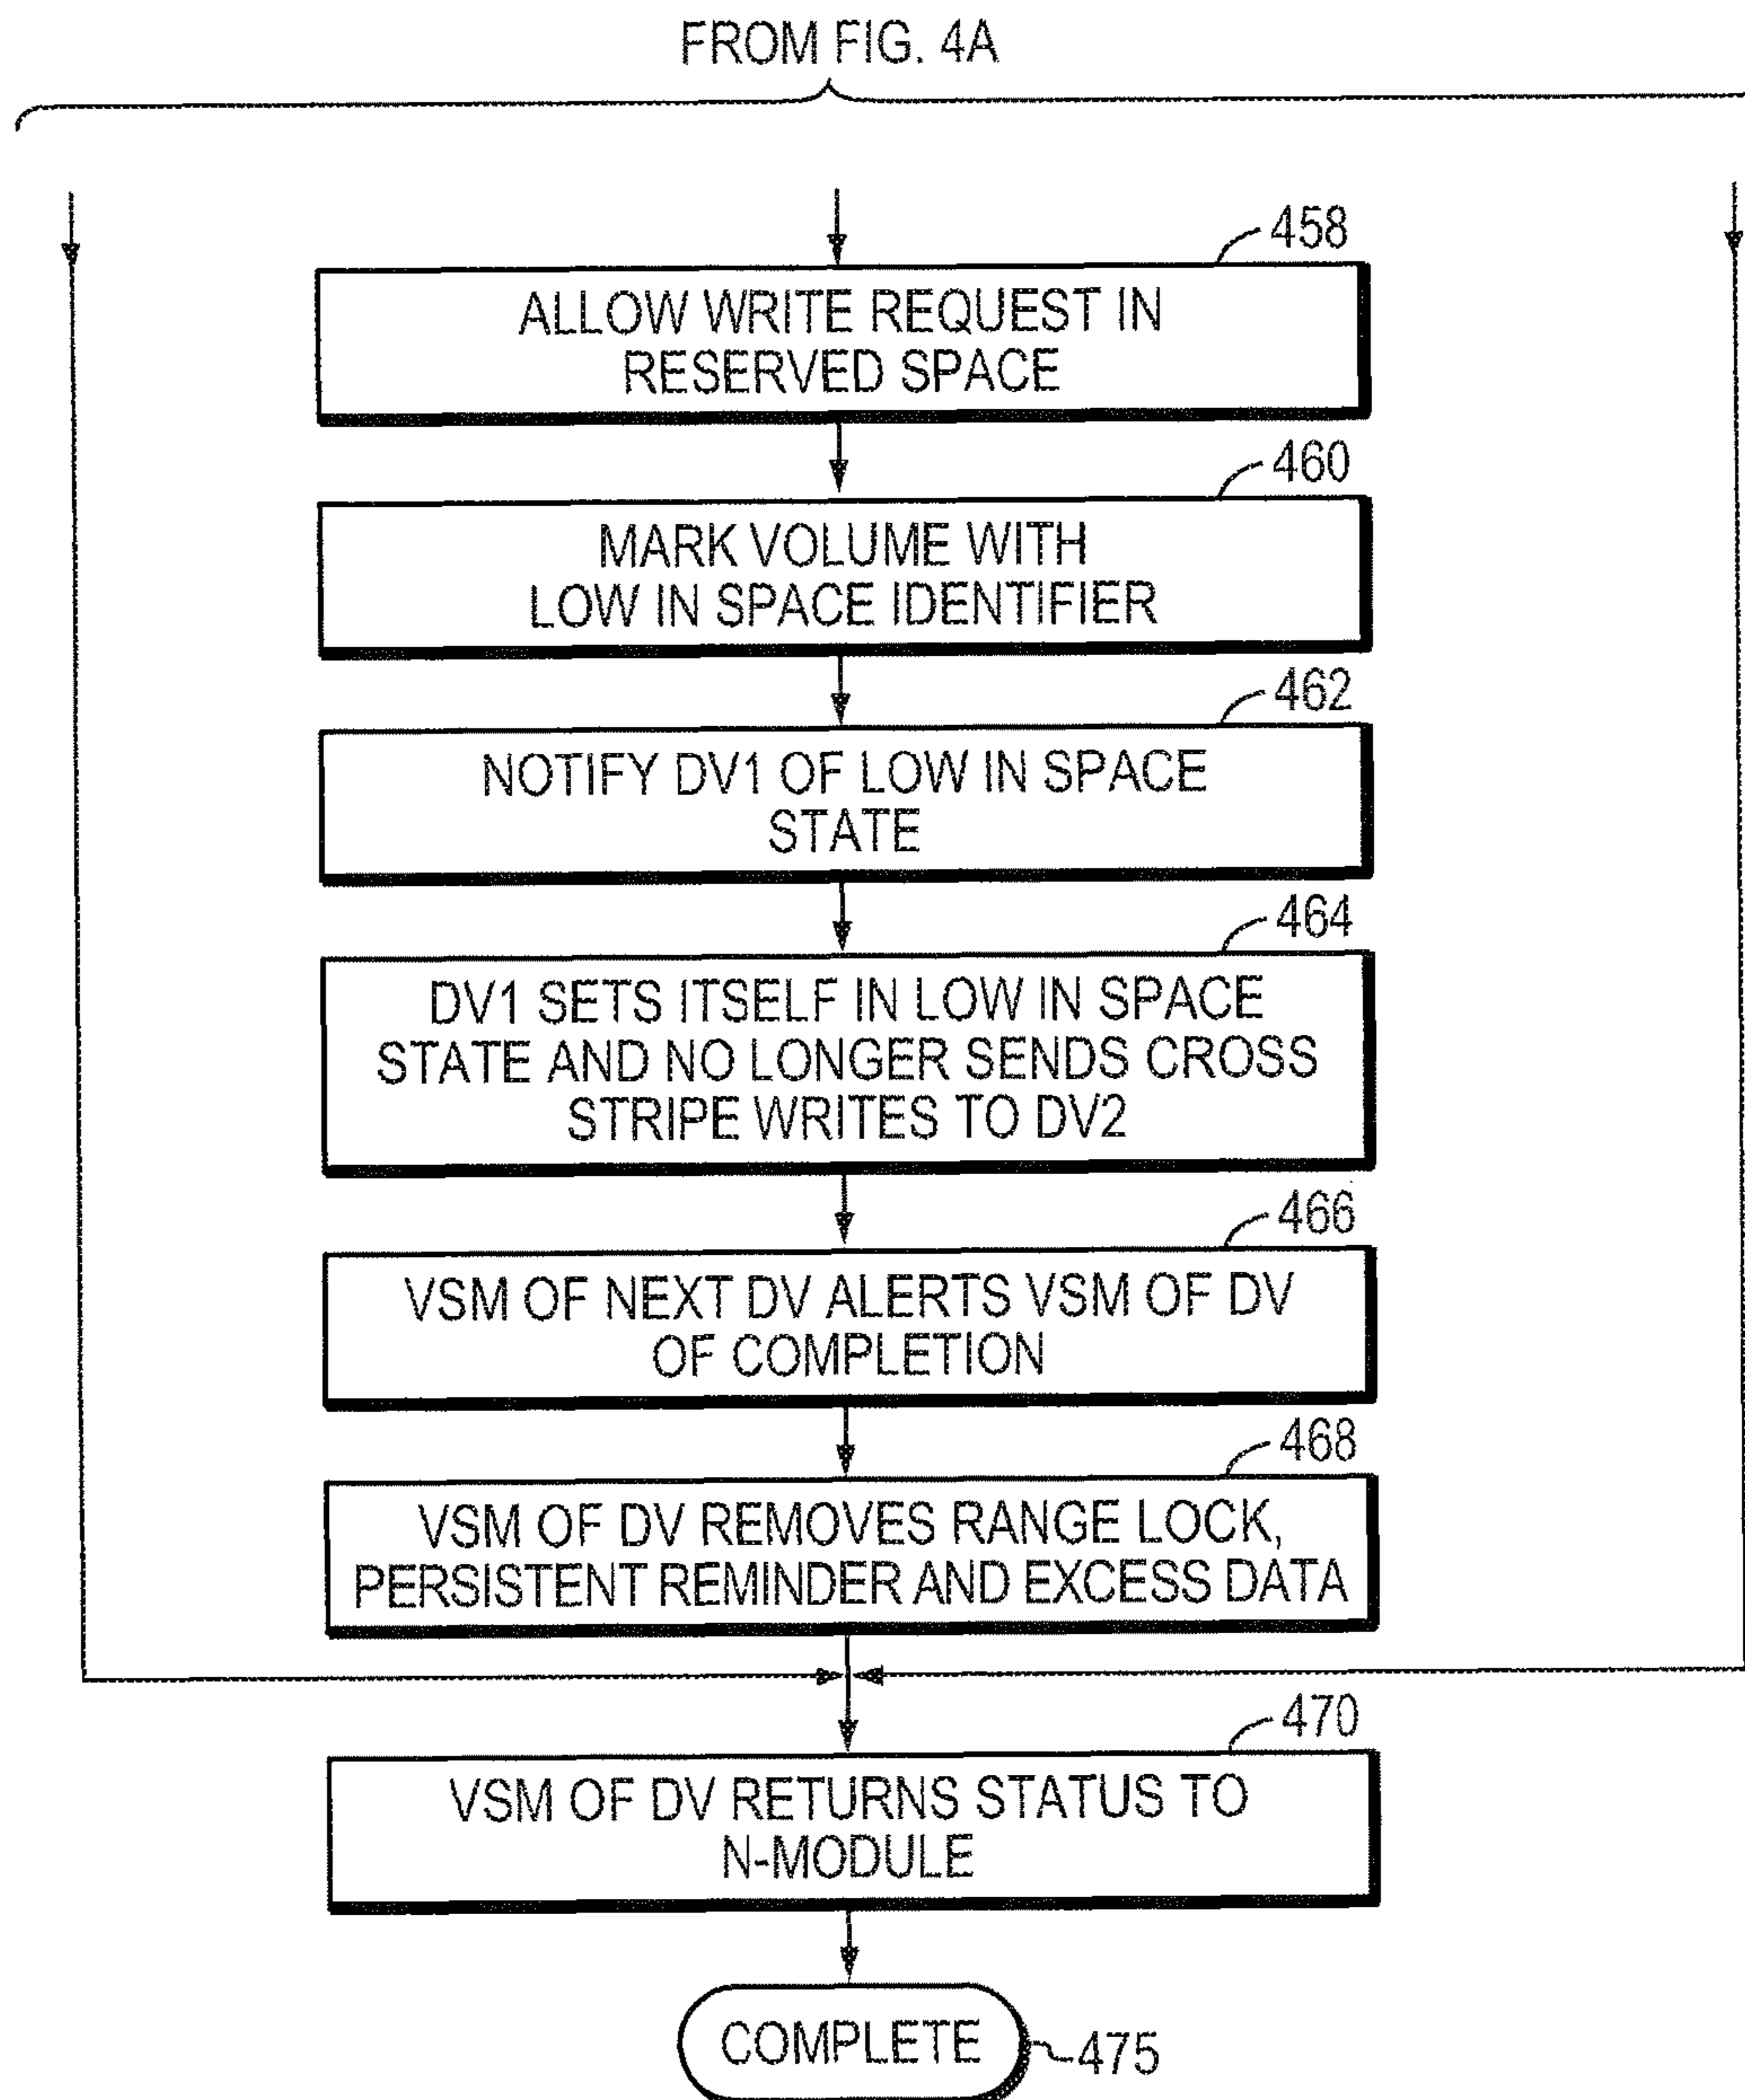 FROM FIG. 4A
458
ALLOW WRITE REQUEST IN
RESERVED SPACE
460
MARK VOLUME WITH
LOW IN SPACE IDENTIFIER
462
NOTIFY DV1 OF LOW IN SPACE
STATE
464
DV1 SETS ITSELF IN LOW IN SPACE
STATE AND NO LONGER SENDS CROSS
STRIPE WRITES TO DV2
466
VSM OF NEXT DV ALERTS VSM OF DV
OF COMPLETION
468
VSM OF DV REMOVES RANGE LOCK,
PERSISTENT REMINDER AND EXCESS DATA
470
VSM OF DV RETURNS STATUS TO
N-MODULE
COMPLETE
475